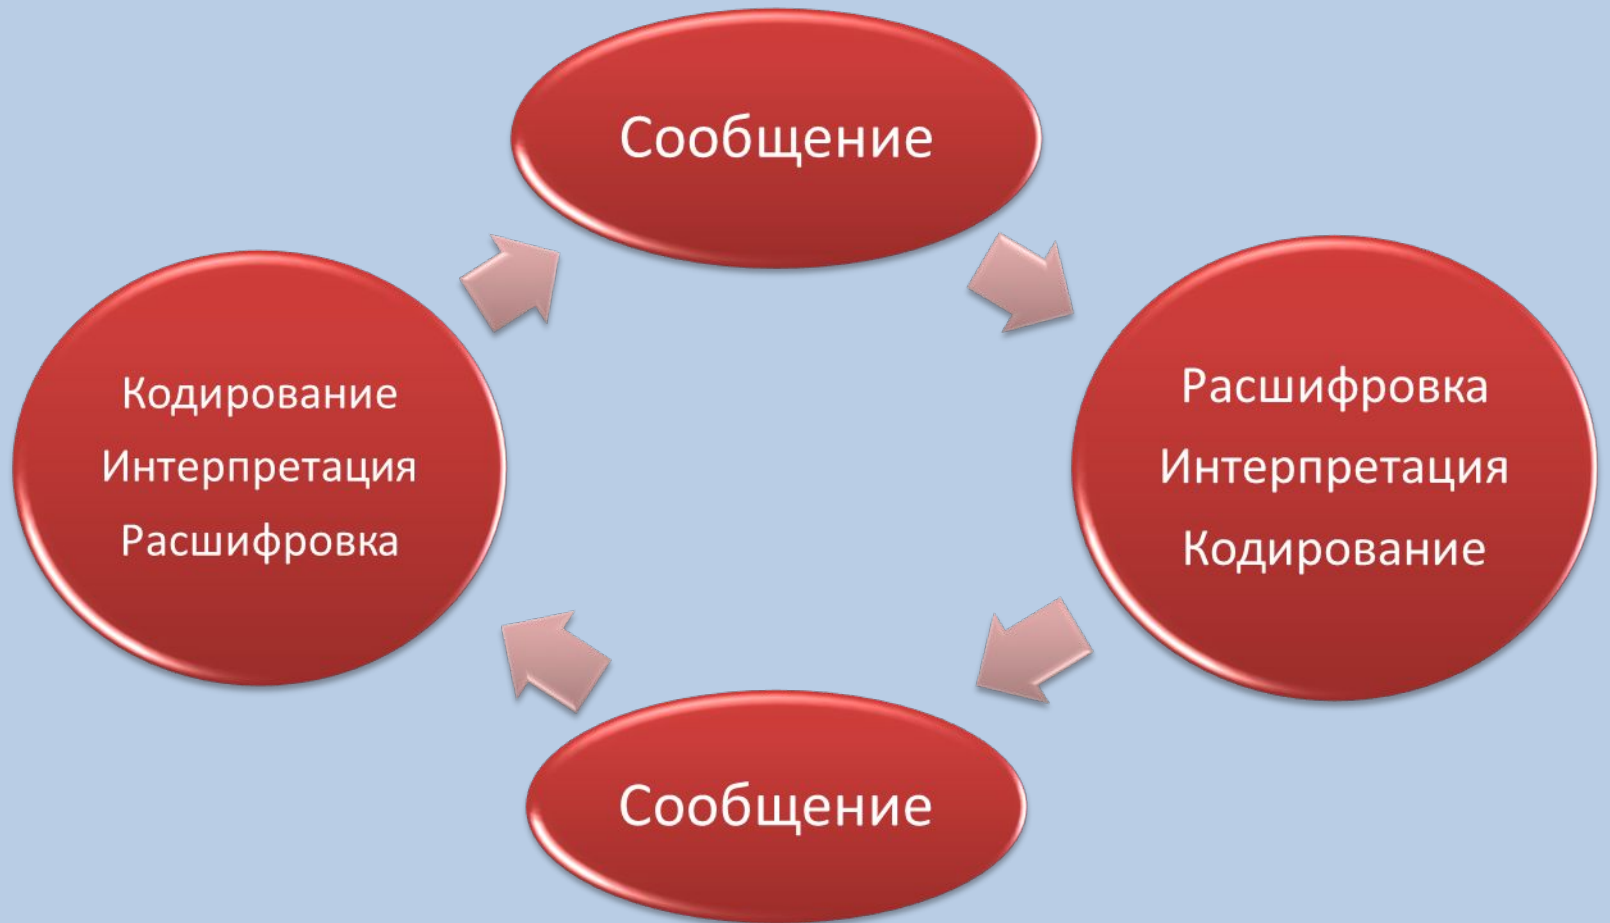 Сообщение
Кодирование
Интерпретация
Расшифровка
Расшифровка
Интерпретация
Кодирование
Сообщение